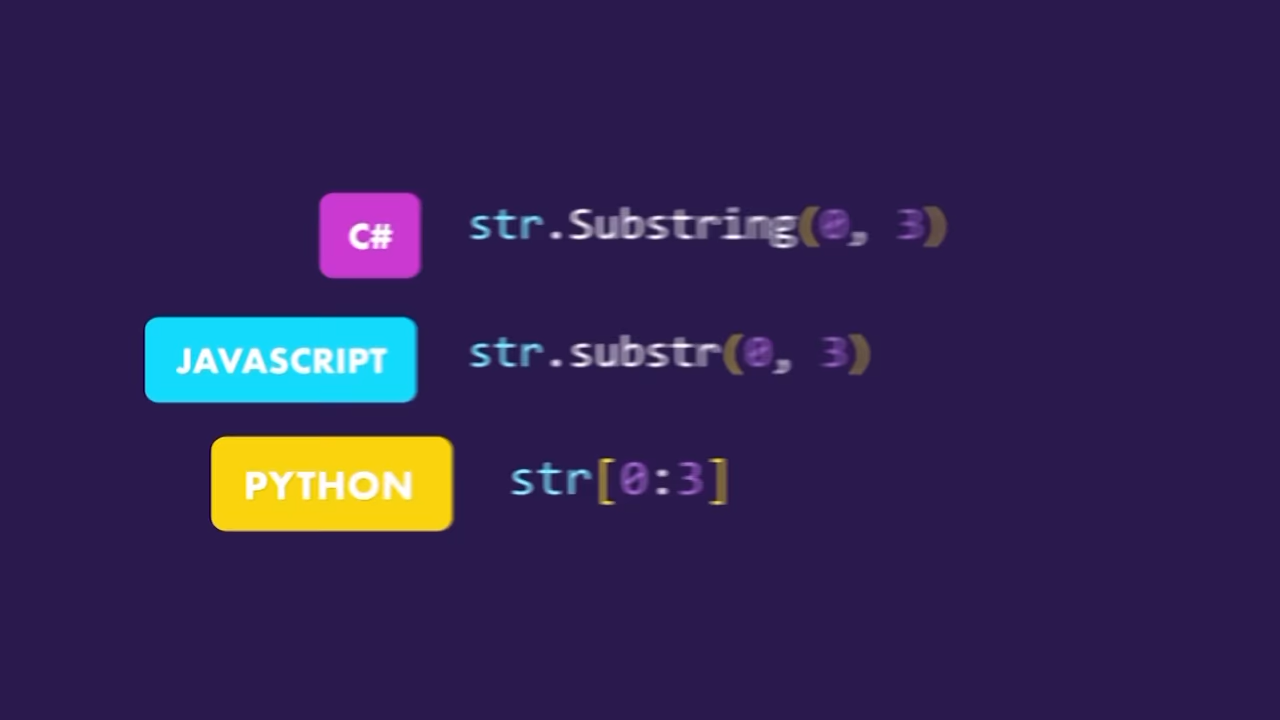 C# str.Substring(0, 3)
JAVASCRIPT str.substr(0, 3)
PYTHON str[0:3]